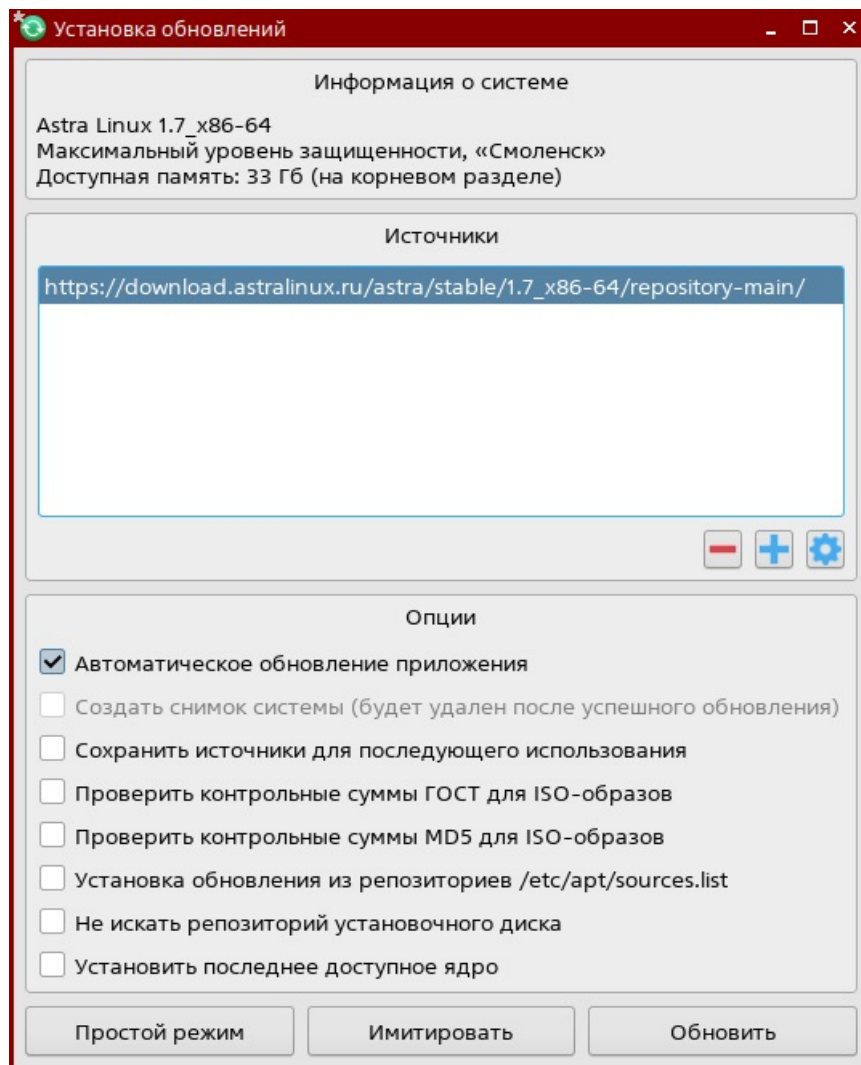 Установка обновлений
Информация о системе
Astra Linux 1.7_x86-64
Максимальный уровень защищенности, «Смоленск»
Доступная память: 33 Гб (на корневом разделе)
Источники
https://download.astralinux.ru/astra/stable/1.7_x86-64/repository-main/
Опции
Автоматическое обновление приложения
Создать снимок системы (будет удален после успешного обновления)
Сохранить источники для последующего использования
Проверить контрольные суммы ГОСТ для ISO-образов
Проверить контрольные суммы MD5 для ISO-образов
Установка обновления из репозиториев /etc/apt/sources.list
Не искать репозиторий установочного диска
Установить последнее доступное ядро
Простой режим
Имитировать
Обновить